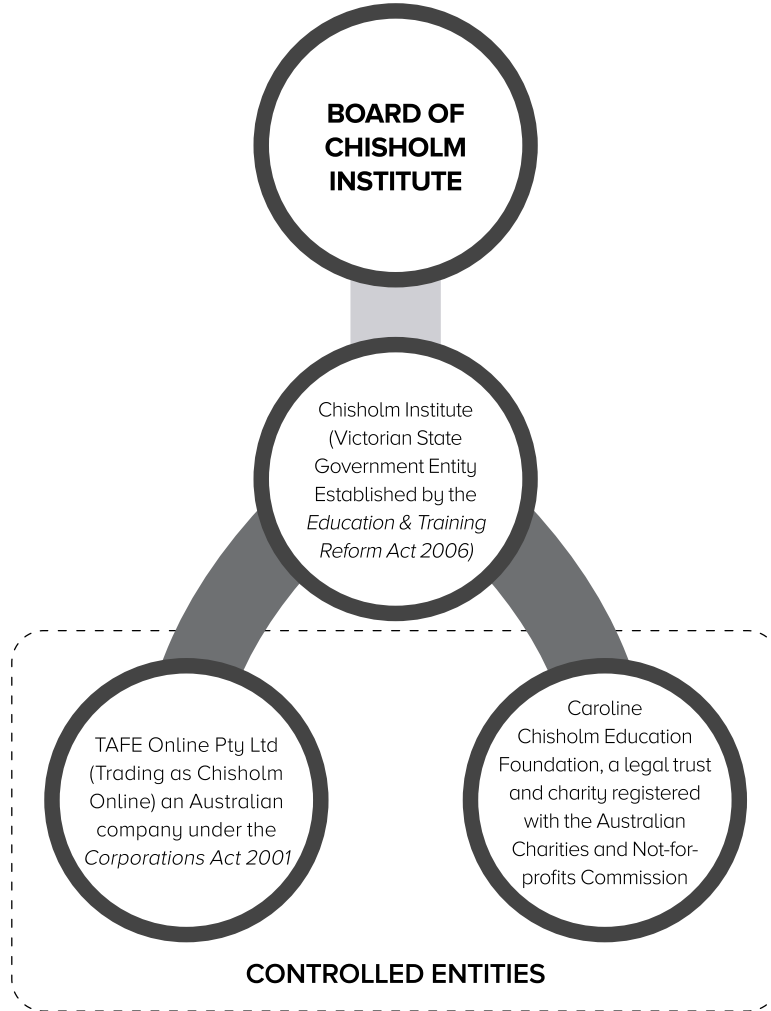 BOARD OF
CHISHOLM
INSTITUTE
Chisholm Institute
(Victorian State
Government Entity
Established by the
Education & Training
Reform Act 2006)
TAFE Online Pty Ltd
(Trading as Chisholm
Online) an Australian
company under the
Corporations Act 2001
Caroline
Chisholm Education
Foundation, a legal trust
and charity registered
with the Australian
Charities and Not-for-
profits Commission
CONTROLLED ENTITIES